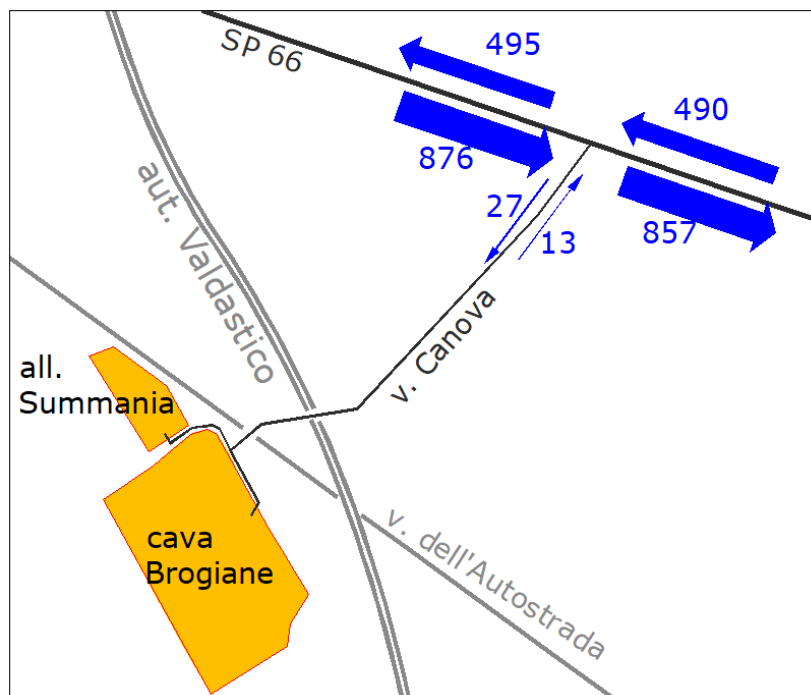 SP 66
495
490
876
857
27
13
aut. Valdastico
v. Canova
all.
Summania
cava
Brogiane
v. dell'Autostrada